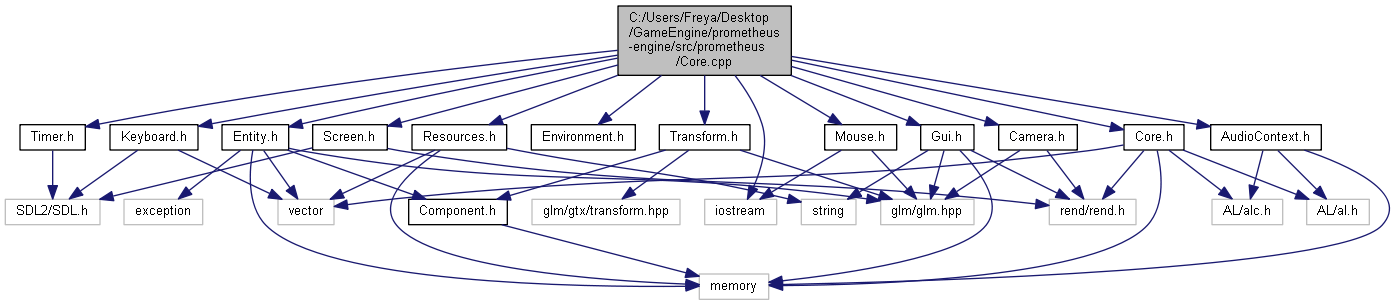 C:/Users/Freya/Desktop
/GameEngine/prometheus
-engine/src/prometheus
/Core.cpp
Timer.h
Keyboard.h
Entity.h
Screen.h
Resources.h
Environment.h
Transform.h
Mouse.h
Gui.h
Camera.h
Core.h
AudioContext.h
SDL2/SDL.h
exception
vector
Component.h
glm/gtx/transform.hpp
iostream
string
glm/glm.hpp
rend/rend.h
AL/alc.h
AL/al.h
memory